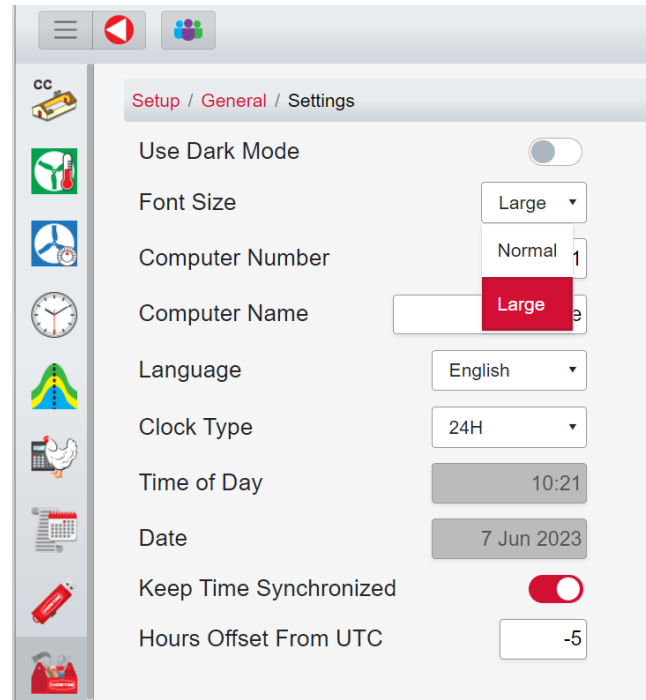 CC
Setup / General / Settings
Use Dark Mode
Font Size Large
Normal
Computer Number 1
Large
Computer Name e
Language English
Clock Type 24H
Time of Day 10:21
Date 7 Jun 2023
Keep Time Synchronized
Hours Offset From UTC -5